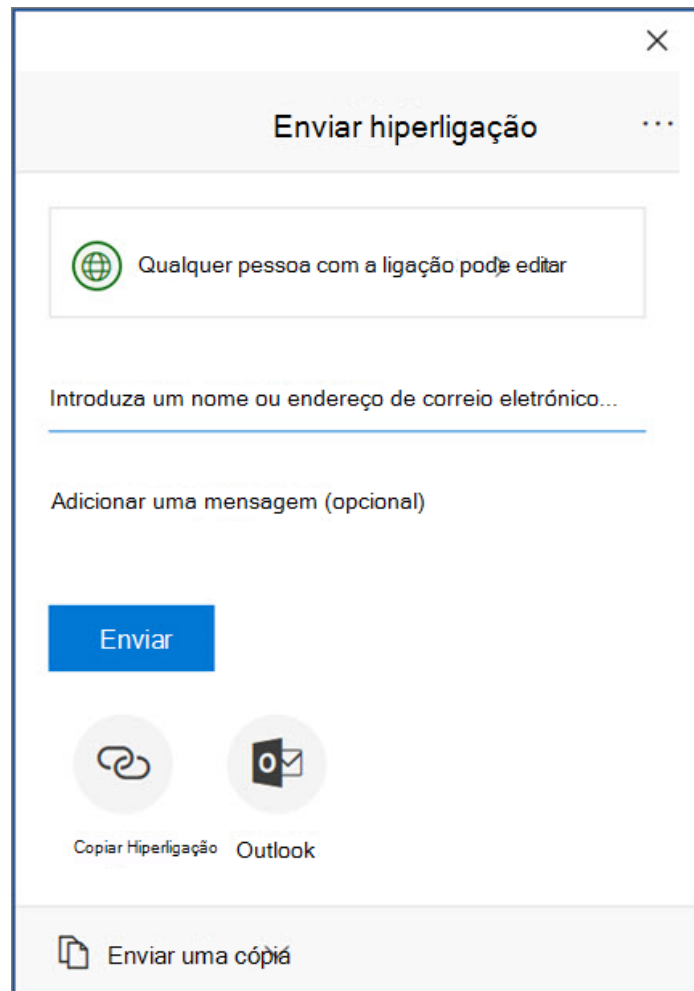 Enviar hiperligação
Qualquer pessoa com a ligação pode editar
Introduza um nome ou endereço de correio eletrónico...
Adicionar uma mensagem (opcional)
Enviar
Copiar Hiperligação
Outlook
Enviar uma cópia